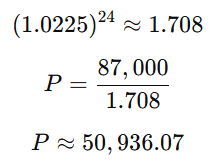 (1.0225)²⁴ ≈ 1.708
P = 87,000 / 1.708
P ≈ 50,936.07